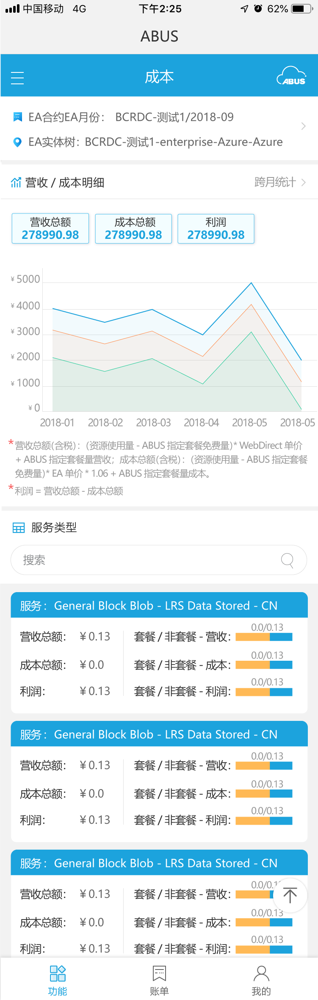 中国移动 4G 下午2:25 62%
ABUS
成本
ABUS
EA合约EA月份： BCRDC-测试1/2018-09
EA实体树：BCRDC-测试1-enterprise-Azure-Azure
营收 / 成本明细 跨月统计
营收总额 成本总额 利润
278990.98 278990.98 278990.98
¥ 5000
¥ 4000
¥ 3000
¥ 2000
¥ 1000
¥ 0
2018-01 2018-02 2018-03 2018-04 2018-05 2018-05
*营收总额(含税)：(资源使用量 - ABUS 指定套餐免费量)* WebDirect 单价
+ ABUS 指定套餐量营收；成本总额(含税)：(资源使用量 - ABUS 指定套餐
免费量)* EA 单价 * 1.06 + ABUS 指定套餐量成本。
*利润 = 营收总额 - 成本总额
服务类型
搜索
服务：General Block Blob - LRS Data Stored - CN
0.0/0.13
营收总额： ¥ 0.13 套餐 / 非套餐 - 营收：
0.0/0.13
成本总额： ¥ 0.0 套餐 / 非套餐 - 成本：
0.0/0.13
利润： ¥ 0.13 套餐 / 非套餐 - 利润：
服务：General Block Blob - LRS Data Stored - CN
0.0/0.13
营收总额： ¥ 0.13 套餐 / 非套餐 - 营收：
0.0/0.13
成本总额： ¥ 0.0 套餐 / 非套餐 - 成本：
0.0/0.13
利润： ¥ 0.13 套餐 / 非套餐 - 利润：
服务：General Block Blob - LRS Data Stored - CN
营收总额： ¥ 0.13 套餐 / 非套餐 - 营收：
0.0/0.13
成本总额： ¥ 0.0 套餐 / 非套餐 - 成本：
0.0/0.13
利润： ¥ 0.13 套餐 / 非套餐 - 利润：
功能 账单 我的